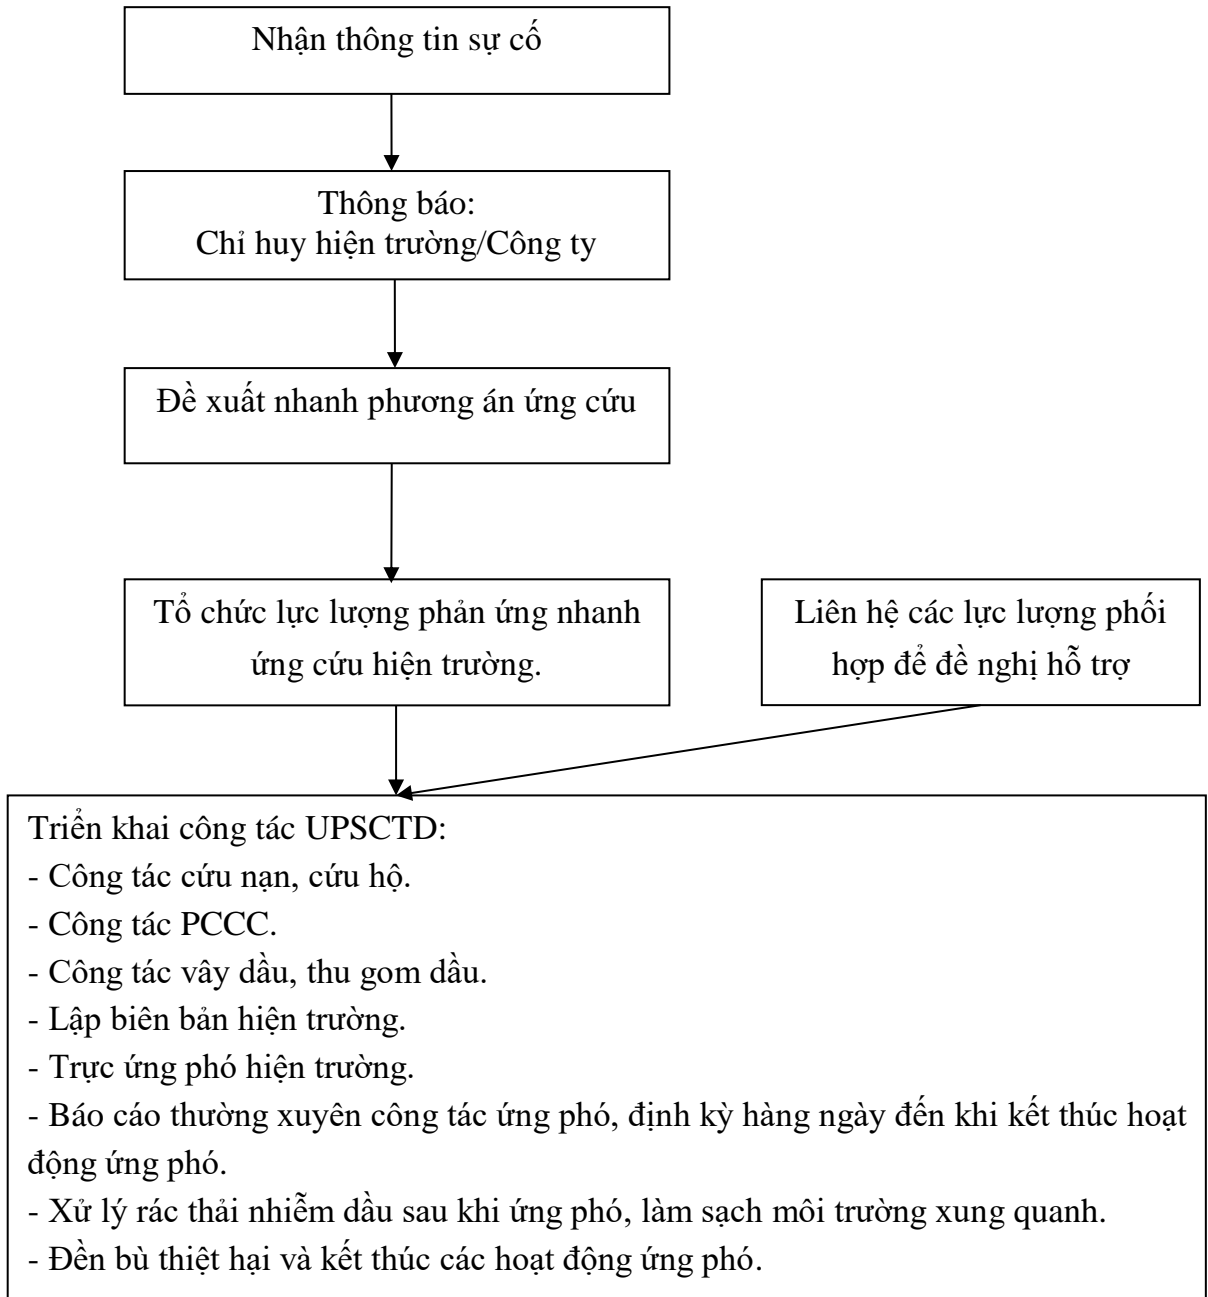 Nhận thông tin sự cố
Thông báo:
Chỉ huy hiện trường/Công ty
Đề xuất nhanh phương án ứng cứu
Tổ chức lực lượng phản ứng nhanh
ứng cứu hiện trường.
Liên hệ các lực lượng phối
hợp để đề nghị hỗ trợ
Triển khai công tác UPSCTD:
- Công tác cứu nạn, cứu hộ.
- Công tác PCCC.
- Công tác vây dầu, thu gom dầu.
- Lập biên bản hiện trường.
- Trực ứng phó hiện trường.
- Báo cáo thường xuyên công tác ứng phó, định kỳ hàng ngày đến khi kết thúc hoạt
động ứng phó.
- Xử lý rác thải nhiễm dầu sau khi ứng phó, làm sạch môi trường xung quanh.
- Đền bù thiệt hại và kết thúc các hoạt động ứng phó.